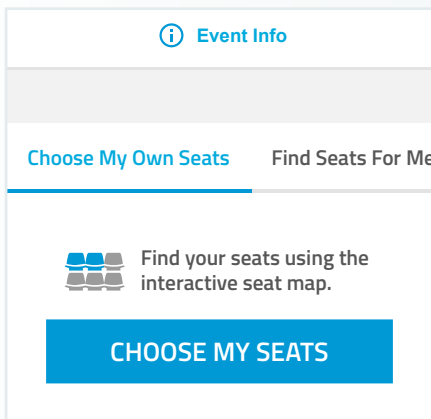 Event Info
Choose My Own Seats
Find Seats For Me
Find your seats using the
interactive seat map.
CHOOSE MY SEATS